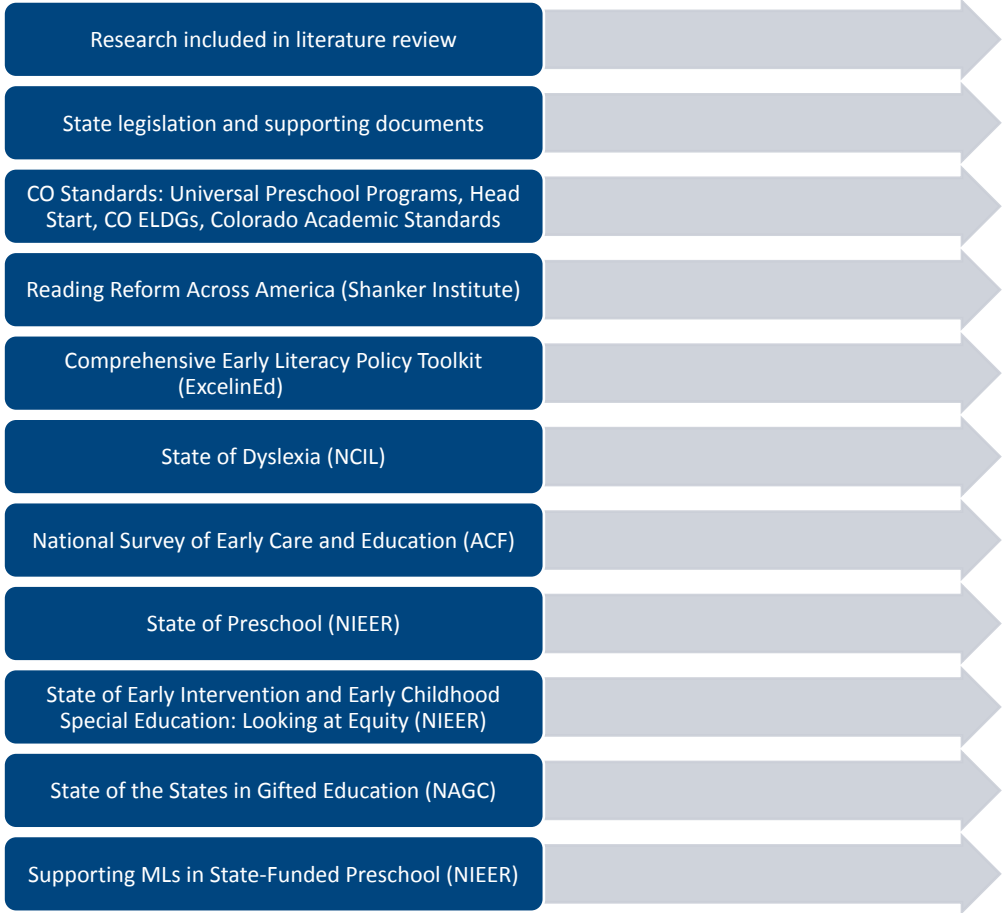 Research included in literature review
State legislation and supporting documents
CO Standards: Universal Preschool Programs, Head
Start, CO ELDGs, Colorado Academic Standards
Reading Reform Across America (Shanker Institute)
Comprehensive Early Literacy Policy Toolkit
(ExcelinEd)
State of Dyslexia (NCIL)
National Survey of Early Care and Education (ACF)
State of Preschool (NIEER)
State of Early Intervention and Early Childhood
Special Education: Looking at Equity (NIEER)
State of the States in Gifted Education (NAGC)
Supporting MLs in State-Funded Preschool (NIEER)